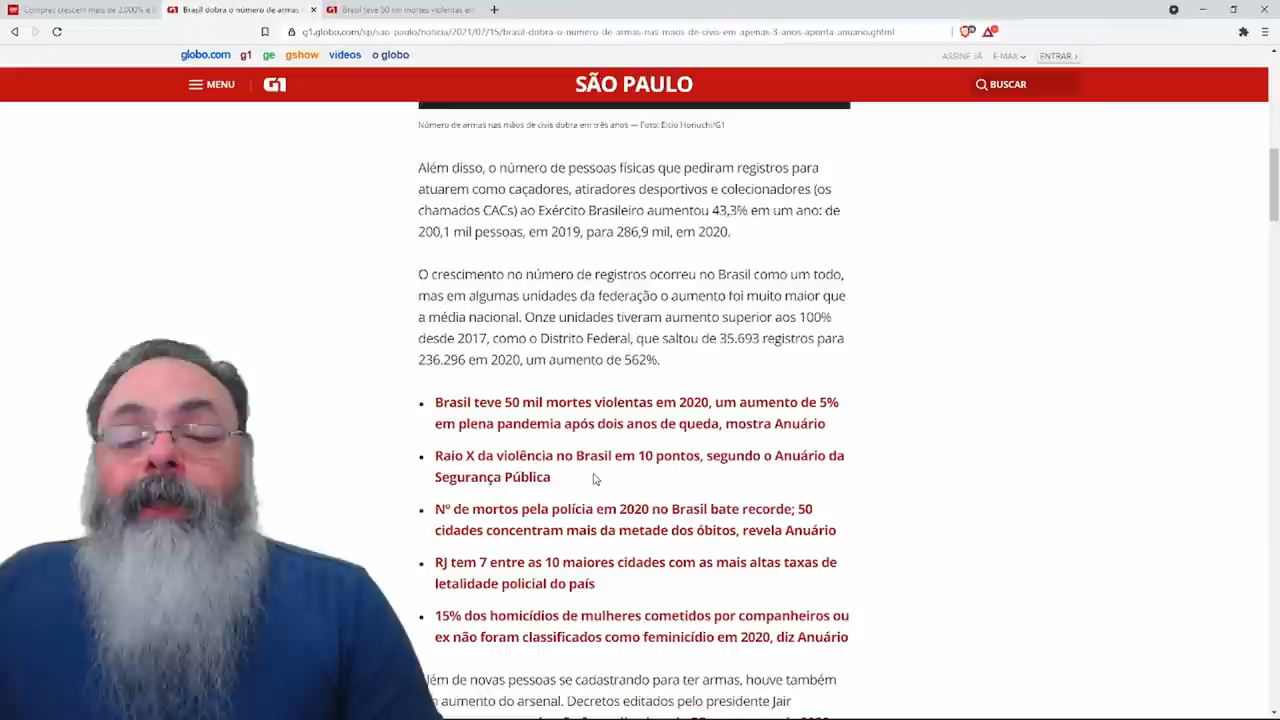 Compras crescem mais de 2.000% e
Brasil dobra o número de armas
Brasil teve 50 mil mortes violentas em
g1.globo.com/sp/sao-paulo/noticia/2021/07/15/brasil-dobra-o-numero-de-armas-nas-maos-de-civis-em-apenas-3-anos-aponta-anuario.ghtml
globo.com g1 ge gshow videos o globo
ASSINE JÁ E-MAIL ENTRAR ›
MENU G1 SÃO PAULO BUSCAR
Número de armas nas mãos de civis dobra em três anos — Foto: Elcio Horiuchi/G1
Além disso, o número de pessoas físicas que pediram registros para
atuarem como caçadores, atiradores desportivos e colecionadores (os
chamados CACs) ao Exército Brasileiro aumentou 43,3% em um ano: de
200,1 mil pessoas, em 2019, para 286,9 mil, em 2020.
O crescimento no número de registros ocorreu no Brasil como um todo,
mas em algumas unidades da federação o aumento foi muito maior que
a média nacional. Onze unidades tiveram aumento superior aos 100%
desde 2017, como o Distrito Federal, que saltou de 35.693 registros para
236.296 em 2020, um aumento de 562%.
• Brasil teve 50 mil mortes violentas em 2020, um aumento de 5%
em plena pandemia após dois anos de queda, mostra Anuário
• Raio X da violência no Brasil em 10 pontos, segundo o Anuário da
Segurança Pública
• Nº de mortos pela polícia em 2020 no Brasil bate recorde; 50
cidades concentram mais da metade dos óbitos, revela Anuário
• RJ tem 7 entre as 10 maiores cidades com as mais altas taxas de
letalidade policial do país
• 15% dos homicídios de mulheres cometidos por companheiros ou
ex não foram classificados como feminicídio em 2020, diz Anuário
lém de novas pessoas se cadastrando para ter armas, houve também
aumento do arsenal. Decretos editados pelo presidente Jair